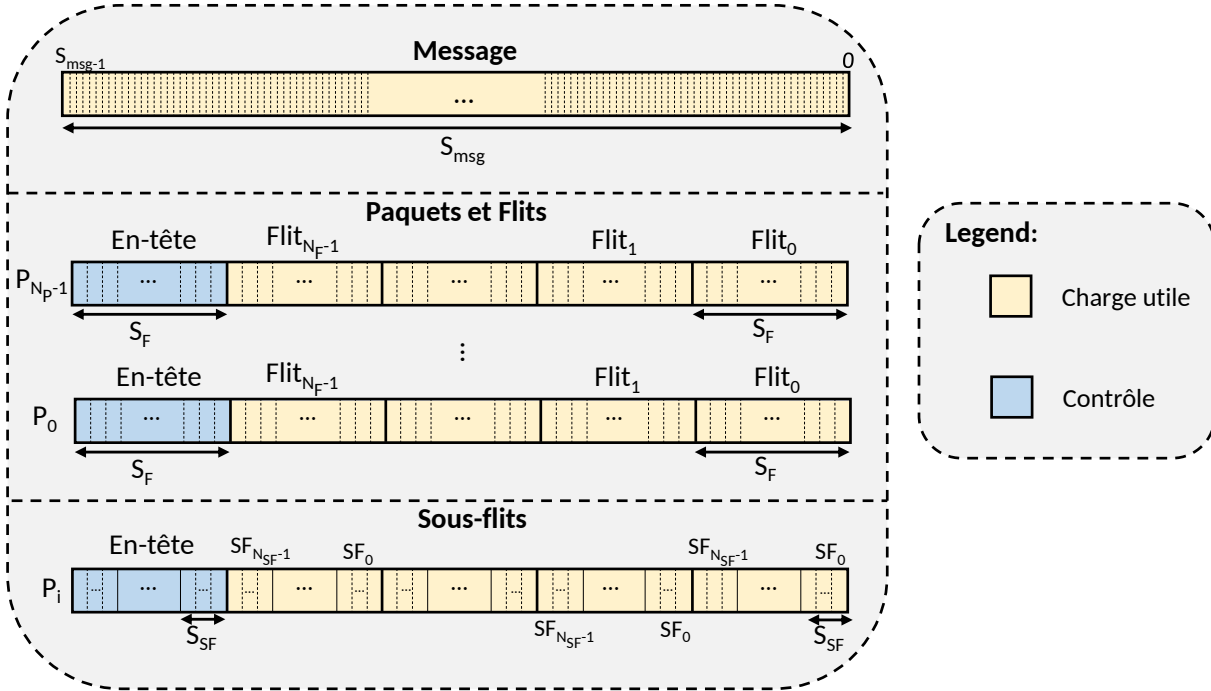 Message
S_msg-1 0
...
S_msg
Paquets et Flits
En-tête Flit_N_F-1 Flit_1 Flit_0
P_N_P-1 ... ... ... ... ...
S_F S_F
...
En-tête Flit_N_F-1 Flit_1 Flit_0
P_0 ... ... ... ... ...
S_F S_F
Sous-flits
En-tête SF_N_SF-1 SF_0 SF_N_SF-1 SF_0
P_i ... ... ... ... ... ... ... ... ... ... ... ... ... ...
S_SF SF_N_SF-1 SF_0 S_SF
Legend:
Charge utile
Contrôle